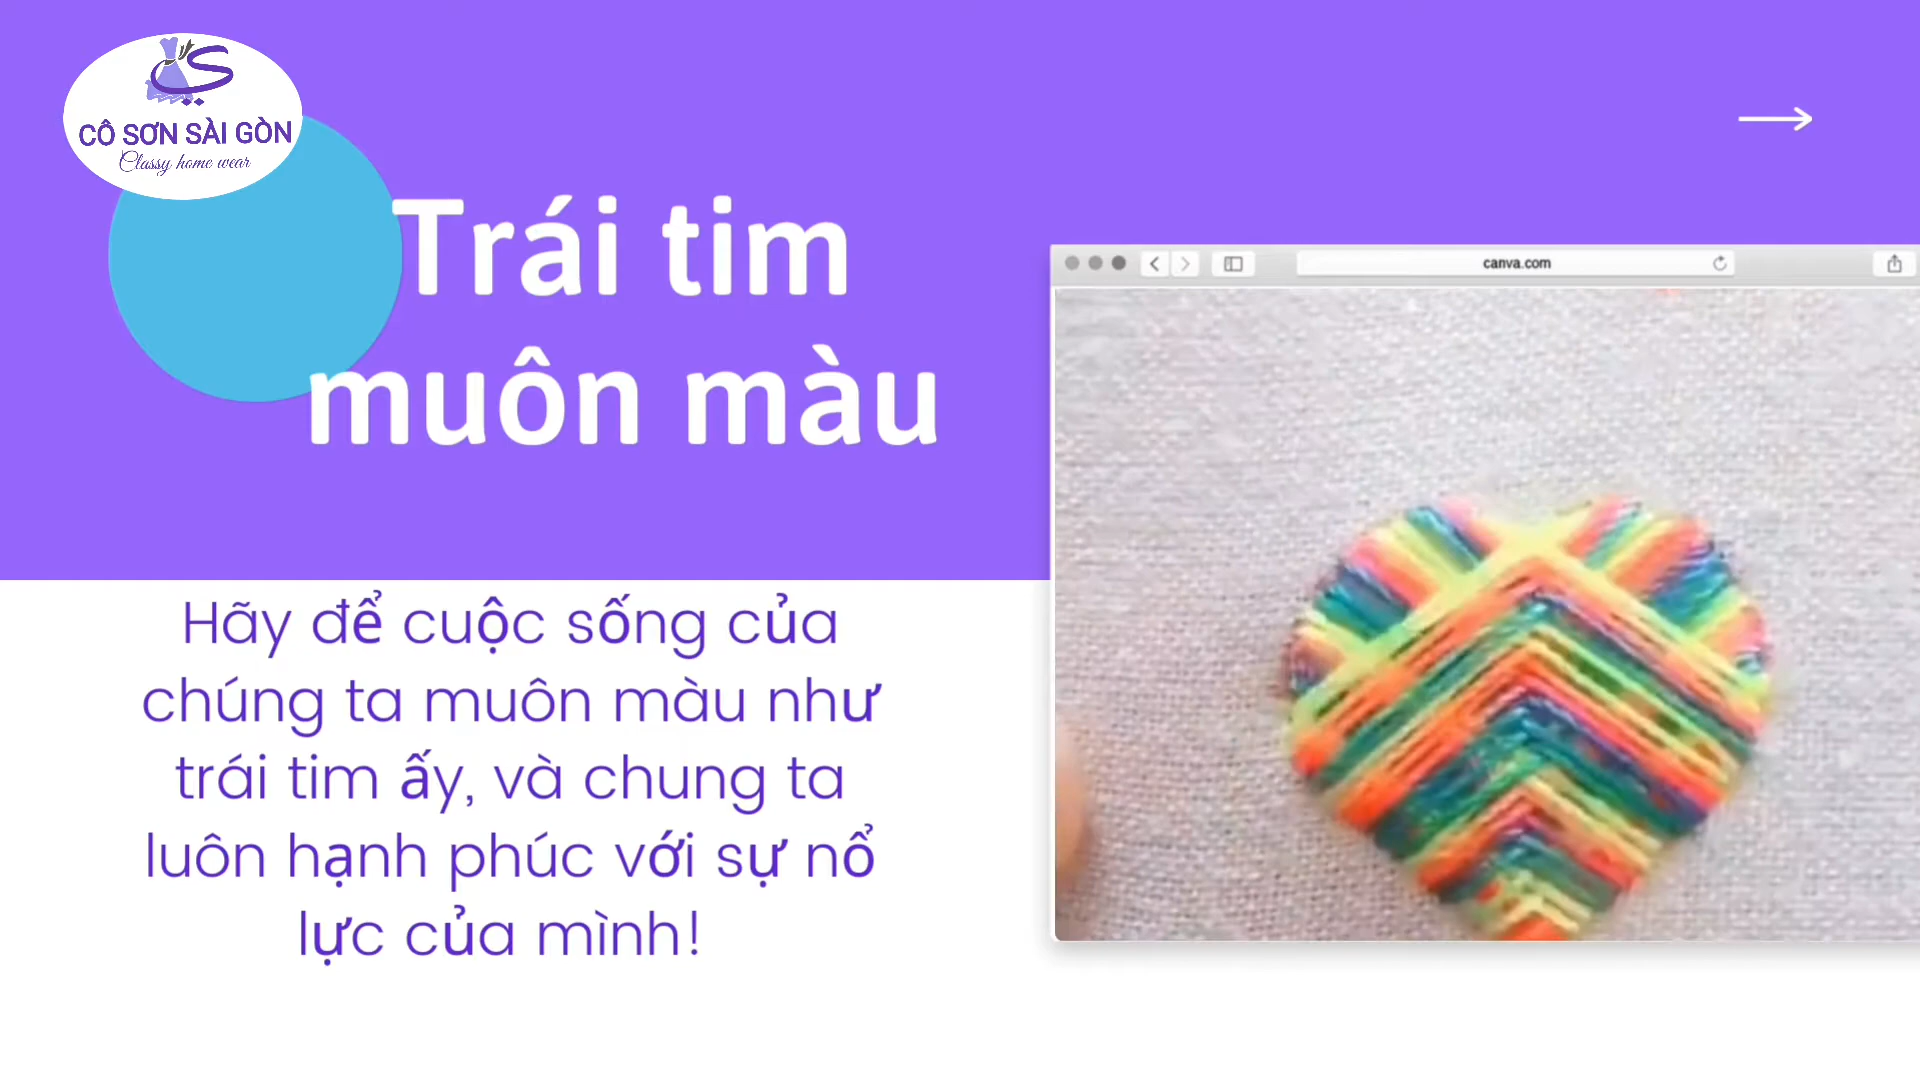 CÔ SƠN SÀI GÒN
Classy home wear
Trái tim
muôn màu
canva.com
Hãy để cuộc sống của
chúng ta muôn màu như
trái tim ấy, và chung ta
luôn hạnh phúc với sự nổ
lực của mình!